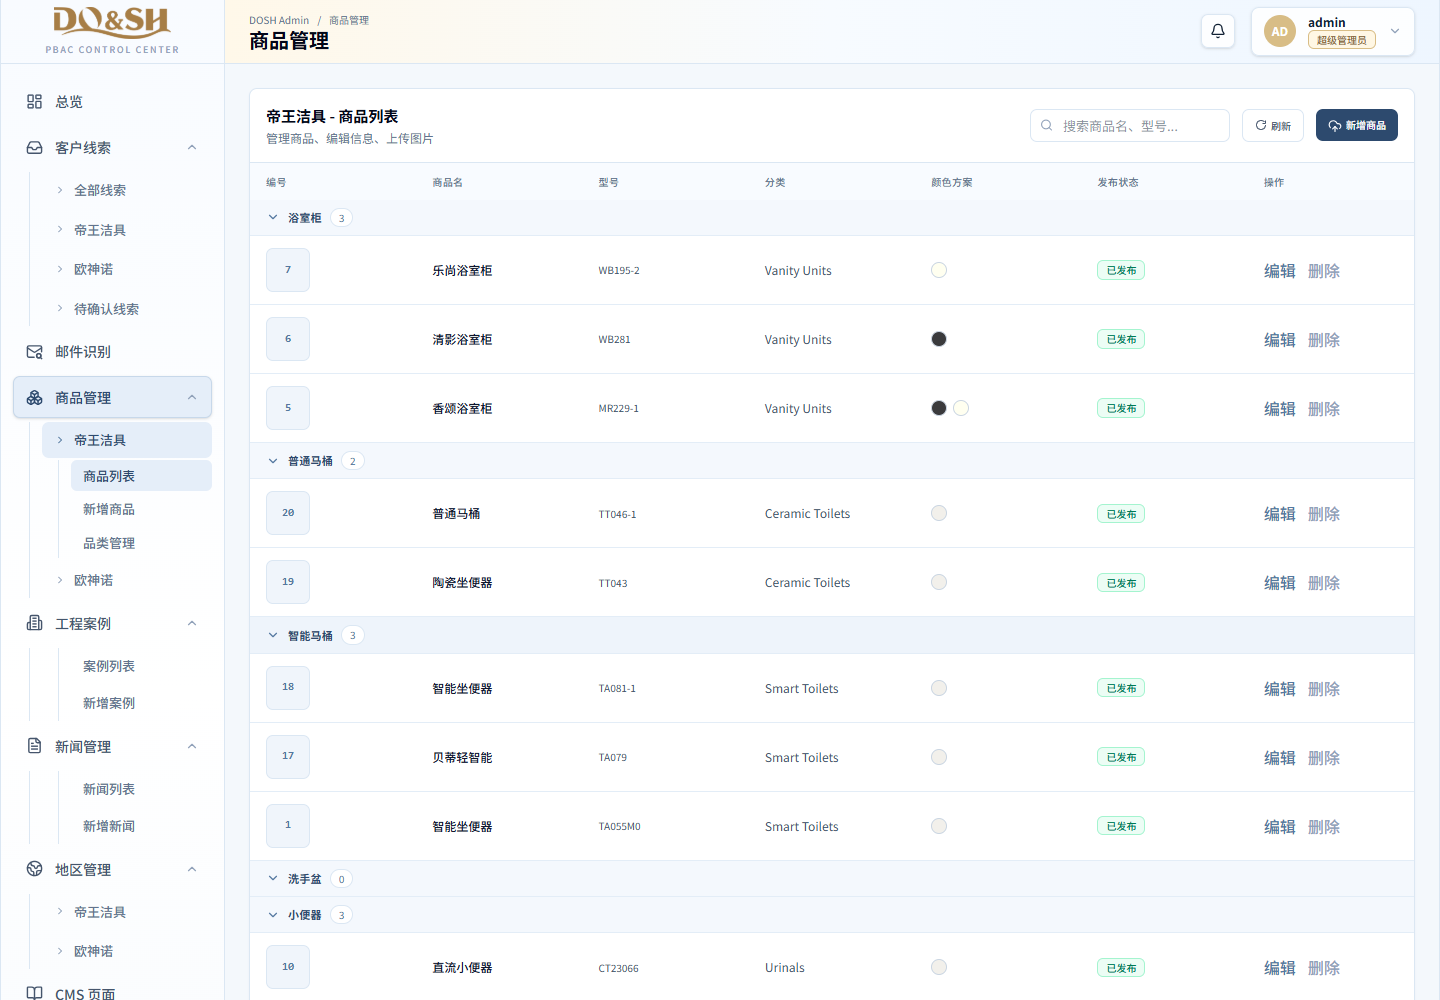 DO&SH
PBAC CONTROL CENTER
总览
客户线索
全部线索
帝王洁具
欧神诺
待确认线索
邮件识别
商品管理
帝王洁具
商品列表
新增商品
品类管理
欧神诺
工程案例
案例列表
新增案例
新闻管理
新闻列表
新增新闻
地区管理
帝王洁具
欧神诺
CMS 页面
DOSH Admin / 商品管理
商品管理
AD
admin
超级管理员
帝王洁具 - 商品列表
管理商品、编辑信息、上传图片
搜索商品名、型号...
刷新
新增商品
编号 商品名 型号 分类 颜色方案 发布状态 操作
浴室柜 3
7 乐尚浴室柜 WB195-2 Vanity Units 已发布 编辑 删除
6 清影浴室柜 WB281 Vanity Units 已发布 编辑 删除
5 香颂浴室柜 MR229-1 Vanity Units 已发布 编辑 删除
普通马桶 2
20 普通马桶 TT046-1 Ceramic Toilets 已发布 编辑 删除
19 陶瓷坐便器 TT043 Ceramic Toilets 已发布 编辑 删除
智能马桶 3
18 智能坐便器 TA081-1 Smart Toilets 已发布 编辑 删除
17 贝蒂轻智能 TA079 Smart Toilets 已发布 编辑 删除
1 智能坐便器 TA055M0 Smart Toilets 已发布 编辑 删除
洗手盆 0
小便器 3
10 直流小便器 CT23066 Urinals 已发布 编辑 删除